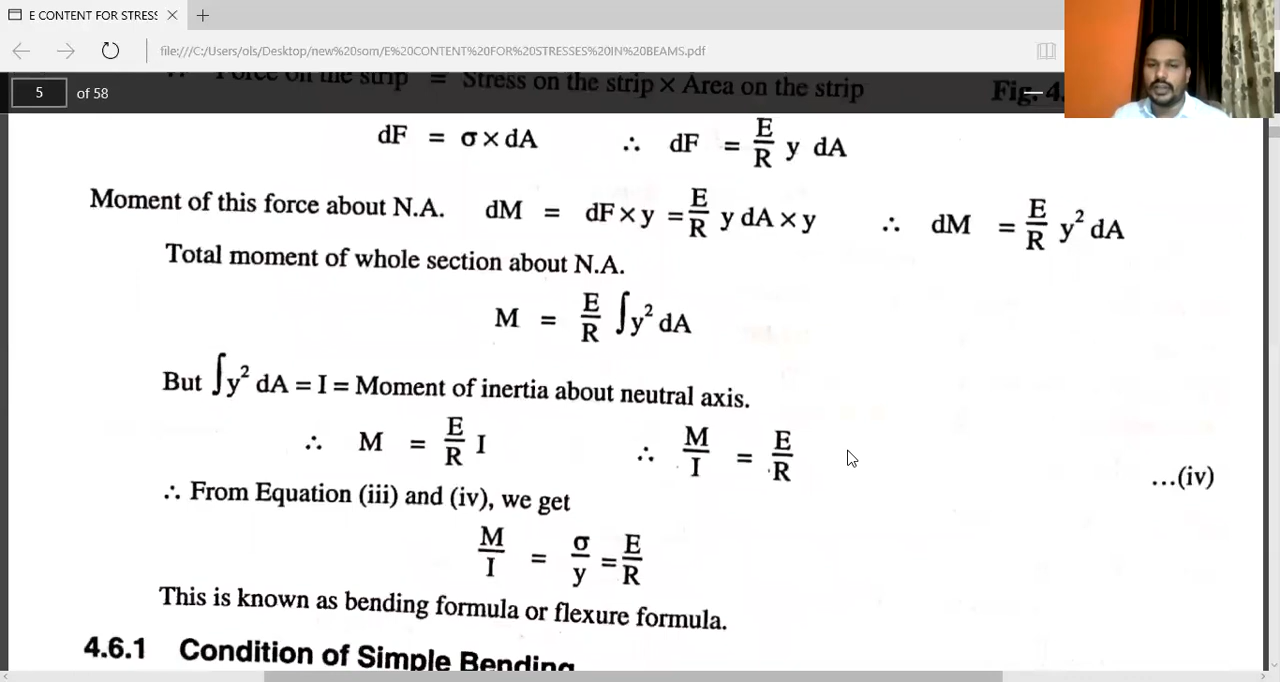 E CONTENT FOR STRESS
file:///C:/Users/ols/Desktop/new%20som/E%20CONTENT%20FOR%20STRESSES%20IN%20BEAMS.pdf
5 of 58
Force on the strip = Stress on the strip × Area on the strip Fig. 4.
dF = σ × dA ∴ dF = E/R y dA
Moment of this force about N.A. dM = dF × y = E/R y dA × y ∴ dM = E/R y² dA
Total moment of whole section about N.A.
M = E/R ∫y² dA
But ∫y² dA = I = Moment of inertia about neutral axis.
∴ M = E/R I ∴ M/I = E/R ...(iv)
∴ From Equation (iii) and (iv), we get
M/I = σ/y = E/R
This is known as bending formula or flexure formula.
4.6.1 Condition of Simple Bending